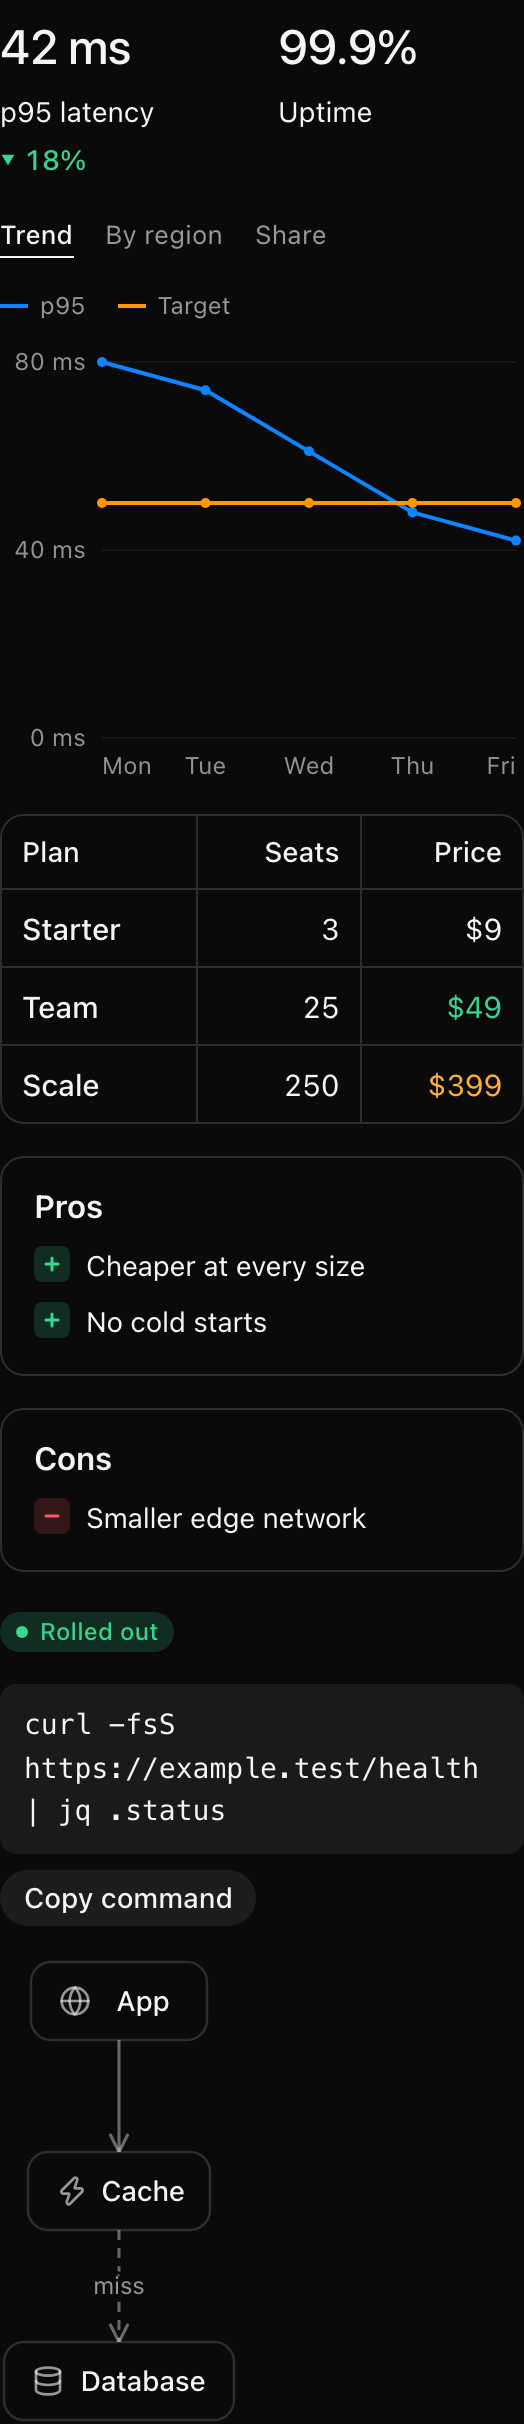 42 ms
99.9%
p95 latency
Uptime
18%
Trend
By region
Share
p95
Target
80 ms
40 ms
0 ms
Mon
Tue
Wed
Thu
Fri
Plan
Seats
Price
Starter
3
$9
Team
25
$49
Scale
250
$399
Pros
Cheaper at every size
No cold starts
Cons
Smaller edge network
Rolled out
curl -fsS
https://example.test/health
| jq .status
Copy command
App
Cache
miss
Database